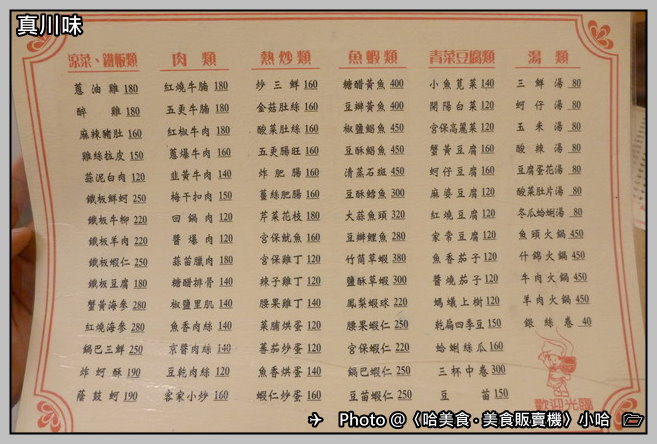 真川味
涼菜、鐵板類
蔥油雞 180
醉雞 180
麻辣豬肚 160
雞絲拉皮 150
蒜泥白肉 120
鐵板鮮蚵 250
鐵板牛柳 220
鐵板羊肉 220
鐵板蝦仁 250
鐵板豆腐 180
蟹黃海參 280
紅燒海參 280
鍋巴三鮮 250
炸蚵酥 190
蔭鼓蚵 190
肉類
紅燒牛腩 180
五更牛腩 180
紅椒牛肉 180
蔥爆牛肉 160
韭黃牛肉 140
梅干扣肉 150
回鍋肉 120
醬爆肉 120
蒜苗臘肉 180
糖醋排骨 140
椒鹽里肌 140
魚香肉絲 140
京醬肉絲 140
豆乾肉絲 120
客家小炒 160
熱炒類
炒三鮮 160
金菇肚絲 160
酸菜肚絲 160
五更腸旺 160
炸肥腸 160
薑絲肥腸 160
芹菜花枝 180
宮保魷魚 160
宮保雞丁 120
辣子雞丁 120
腰果雞丁 140
菜脯烘蛋 120
蕃茄炒蛋 120
魚香烘蛋 140
蝦仁炒蛋 160
魚蝦類
糖醋黃魚 400
豆瓣黃魚 400
椒鹽鯧魚 450
豆酥鯧魚 450
清蒸石斑 450
豆酥鱈魚 300
大蒜魚頭 320
豆瓣鯉魚 280
竹筒草蝦 380
鹽酥草蝦 300
鳳梨蝦球 220
腰果蝦仁 250
宮保蝦仁 220
鍋巴蝦仁 250
豆苗蝦仁 250
青菜豆腐類
小魚莧菜 140
開陽白菜 120
宮保高麗菜 120
蟹黃豆腐 160
蚵仔豆腐 160
麻婆豆腐 120
紅燒豆腐 120
家常豆腐 120
魚香茄子 120
醬燒茄子 120
螞蟻上樹 120
乾扁四季豆 150
蛤蜊絲瓜 160
三杯中卷 300
豆苗 150
湯類
三鮮湯 80
蚵仔湯 80
玉米湯 80
酸辣湯 80
豆腐蛋花湯 80
酸菜肚片湯 80
冬瓜蛤蜊湯 80
魚頭火鍋 450
什錦火鍋 450
牛肉火鍋 450
羊肉火鍋 450
銀絲卷 40
歡迎光臨
Photo @〈哈美食·美食販賣機〉小哈